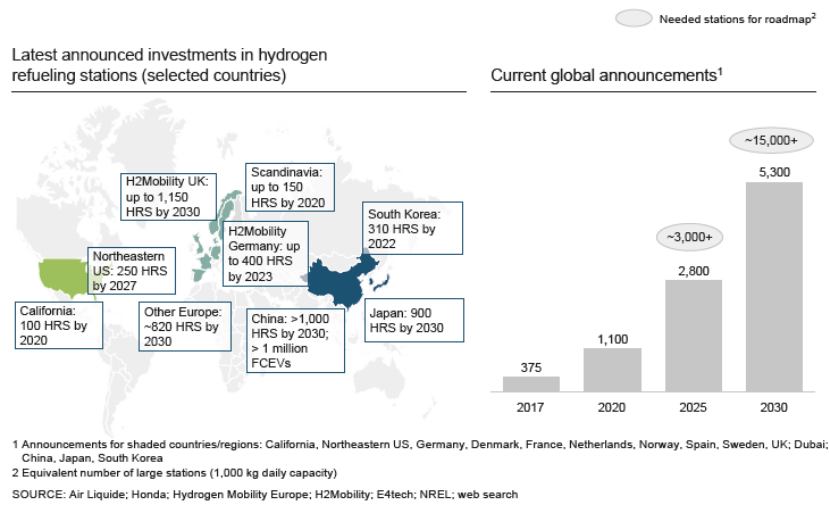 Needed stations for roadmap2
Latest announced investments in hydrogen
refueling stations (selected countries)
Current global announcements1
H2Mobility UK:
up to 1,150
HRS by 2030
Scandinavia:
up to 150
HRS by 2020
South Korea:
310 HRS by
2022
H2Mobility
Germany: up
to 400 HRS
by 2023
Northeastern
US: 250 HRS
by 2027
California:
100 HRS by
2020
Other Europe:
~820 HRS by
2030
China: >1,000
HRS by 2030;
> 1 million
FCEVs
Japan: 900
HRS by 2030
~15,000+
5,300
~3,000+
2,800
1,100
375
2017
2020
2025
2030
1 Announcements for shaded countries/regions: California, Northeastern US, Germany, Denmark, France, Netherlands, Norway, Spain, Sweden, UK; Dubai;
China, Japan, South Korea
2 Equivalent number of large stations (1,000 kg daily capacity)
SOURCE: Air Liquide; Honda; Hydrogen Mobility Europe; H2Mobility; E4tech; NREL; web search